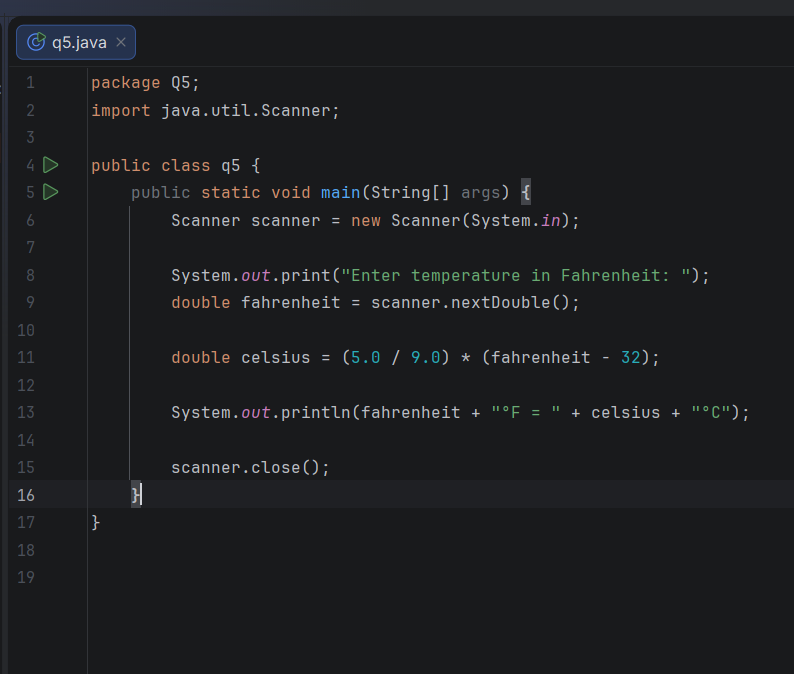 q5.java
1 package Q5;
2 import java.util.Scanner;
3
4 public class q5 {
5     public static void main(String[] args) {
6         Scanner scanner = new Scanner(System.in);
7
8         System.out.print("Enter temperature in Fahrenheit: ");
9         double fahrenheit = scanner.nextDouble();
10
11         double celsius = (5.0 / 9.0) * (fahrenheit - 32);
12
13         System.out.println(fahrenheit + "°F = " + celsius + "°C");
14
15         scanner.close();
16     }
17 }
18
19